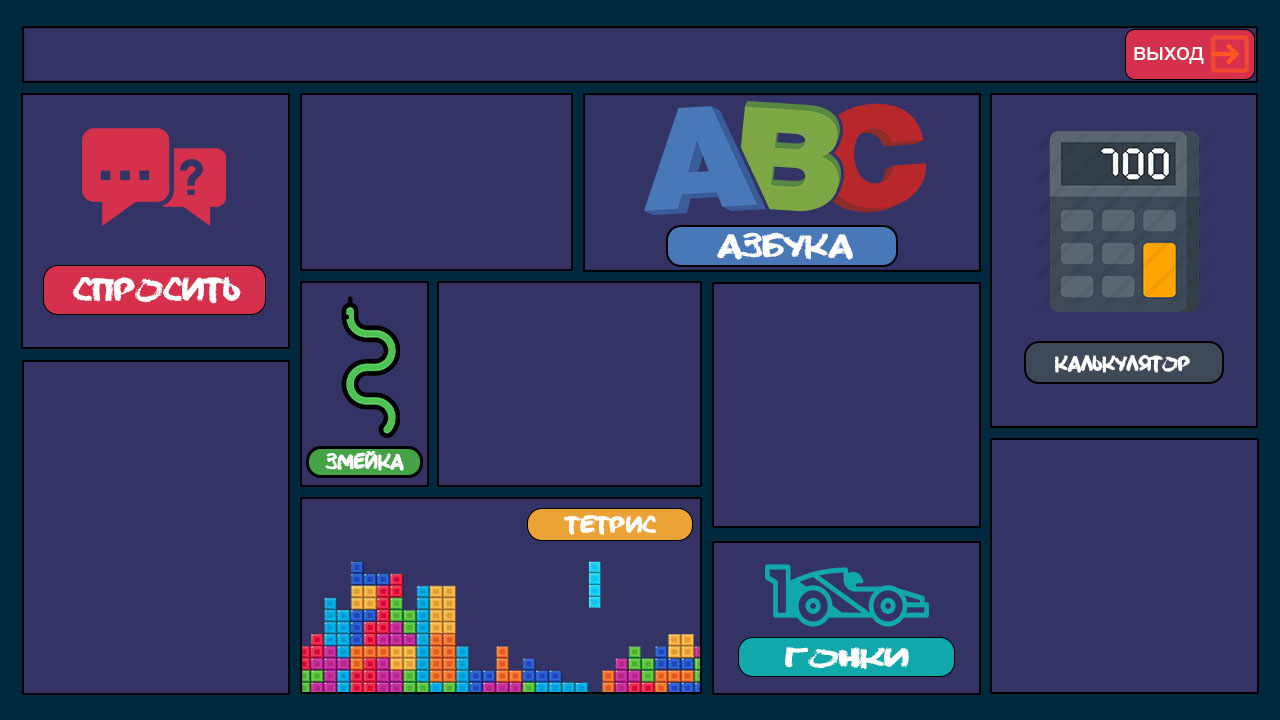 ВЫХОД
... ?
СПРОСИТЬ
ABC
АЗБУКА
700
КАЛЬКУЛЯТОР
ЗМЕЙКА
ТЕТРИС
ГОНКИ